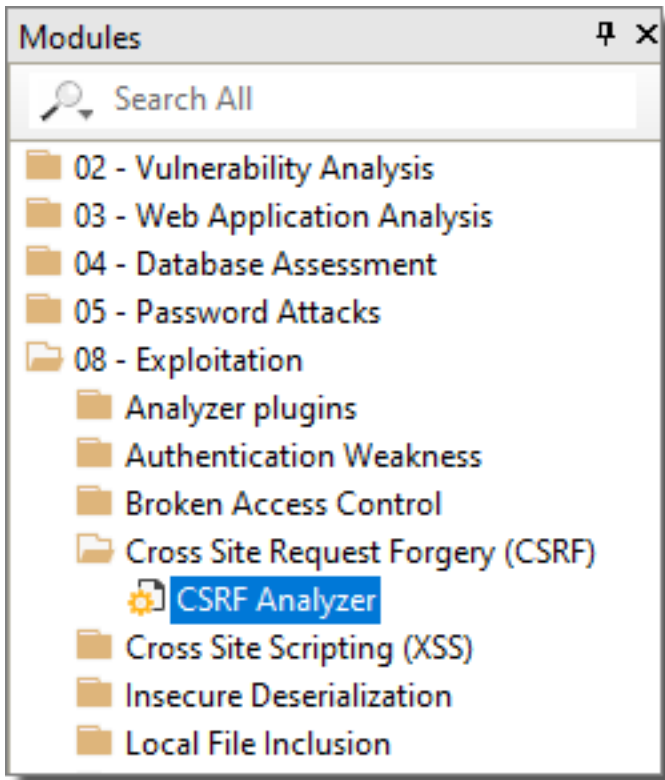 Modules
Search All
02 - Vulnerability Analysis
03 - Web Application Analysis
04 - Database Assessment
05 - Password Attacks
08 - Exploitation
Analyzer plugins
Authentication Weakness
Broken Access Control
Cross Site Request Forgery (CSRF)
CSRF Analyzer
Cross Site Scripting (XSS)
Insecure Deserialization
Local File Inclusion